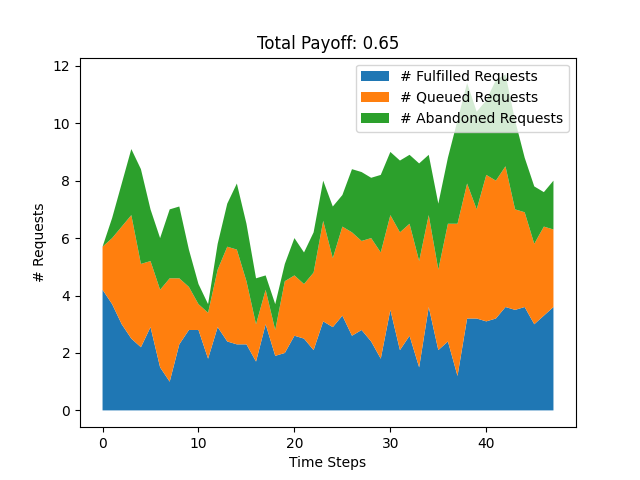 Total Payoff: 0.65
# Fulfilled Requests
# Queued Requests
# Abandoned Requests
12
10
8
6
4
2
0
# Requests
0 10 20 30 40
Time Steps